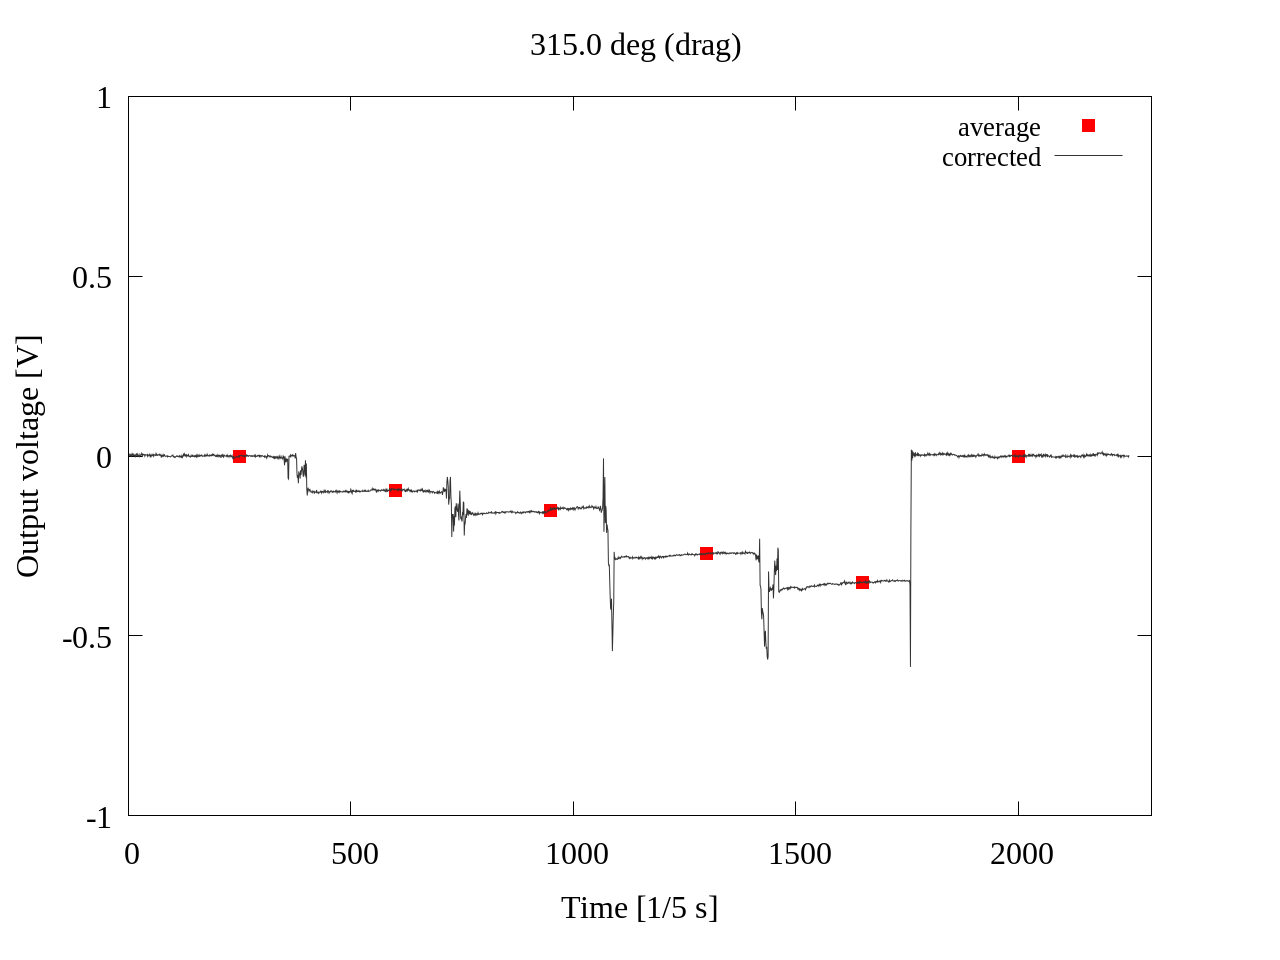 315.0 deg (drag)
1
0.5
0
-0.5
-1
Output voltage [V]
average
corrected
0 500 1000 1500 2000
Time [1/5 s]